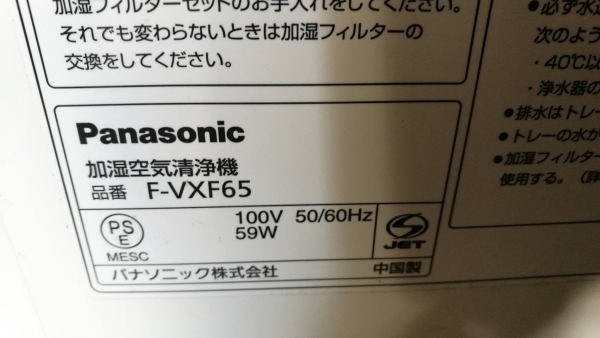 加湿フィルターセットのお手入れをしてください。
それでも変わらないときは加湿フィルターの
交換をしてください。
Panasonic
加湿空気清浄機
品番 F-VXF65
PS
E
MESC
100V 50/60Hz
59W
JET
パナソニック株式会社
中国製
●必ず水道
次のよう
・40℃以
・浄水器の
●排水はトレー
●トレーの水が
●加湿フィルター
使用する。(詳